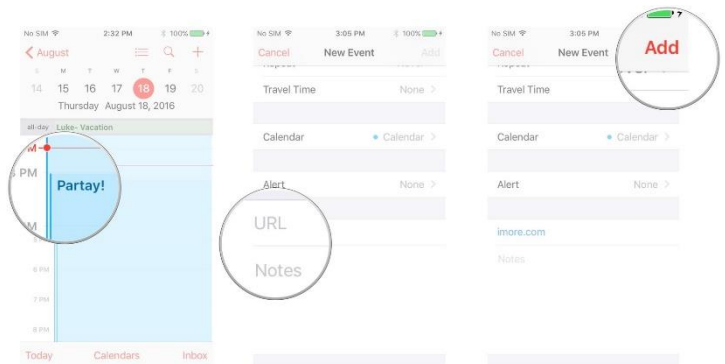 No SIM 2:32 PM 100%
August
S M T W T F S
14 15 16 17 18 19 20
Thursday August 18, 2016
all-day Luke- Vacation
M
PM
Partay!
M
6 PM
7 PM
8 PM
Today Calendars Inbox
No SIM 3:05 PM 100%
Cancel New Event Add
Travel Time None
Calendar Calendar
Alert None
URL
Notes
No SIM 3:05 PM
Cancel New Event Add
Travel Time
Calendar Calendar
Alert None
imore.com
Notes